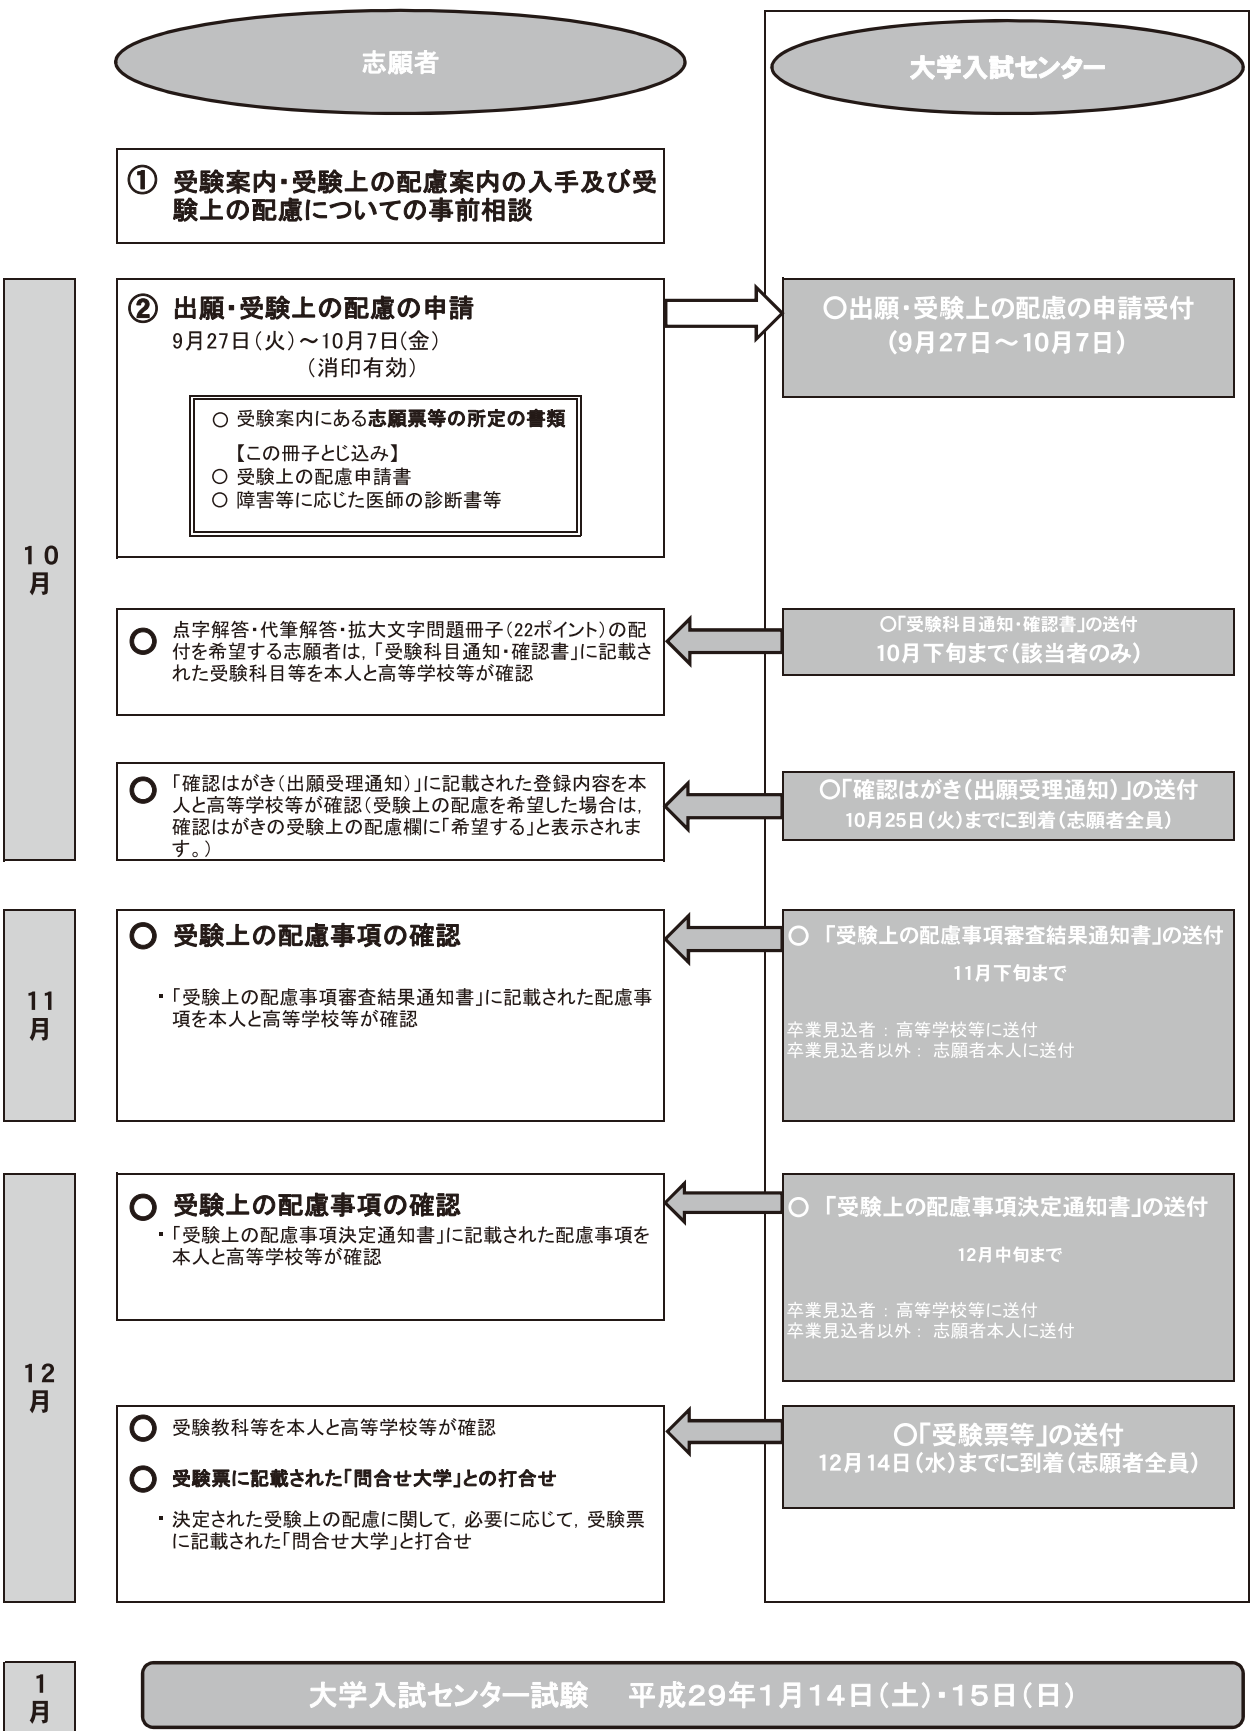 志願者
大学入試センター
① 受験案内・受験上の配慮案内の入手及び受
験上の配慮についての事前相談
10
月
② 出願・受験上の配慮の申請
9月27日(火)～10月7日(金)
(消印有効)
○ 受験案内にある志願票等の所定の書類
【この冊子とじ込み】
○ 受験上の配慮申請書
○ 障害等に応じた医師の診断書等
○出願・受験上の配慮の申請受付
(9月27日～10月7日)
○ 点字解答・代筆解答・拡大文字問題冊子(22ポイント)の配
付を希望する志願者は,「受験科目通知・確認書」に記載さ
れた受験科目等を本人と高等学校等が確認
○「受験科目通知・確認書」の送付
10月下旬まで(該当者のみ)
○ 「確認はがき(出願受理通知)」に記載された登録内容を本
人と高等学校等が確認(受験上の配慮を希望した場合は,
確認はがきの受験上の配慮欄に「希望する」と表示されま
す。)
○「確認はがき(出願受理通知)」の送付
10月25日(火)までに到着(志願者全員)
11
月
○ 受験上の配慮事項の確認
・「受験上の配慮事項審査結果通知書」に記載された配慮事
項を本人と高等学校等が確認
○ 「受験上の配慮事項審査結果通知書」の送付
11月下旬まで
卒業見込者 : 高等学校等に送付
卒業見込者以外 : 志願者本人に送付
12
月
○ 受験上の配慮事項の確認
・「受験上の配慮事項決定通知書」に記載された配慮事項を
本人と高等学校等が確認
○ 「受験上の配慮事項決定通知書」の送付
12月中旬まで
卒業見込者 : 高等学校等に送付
卒業見込者以外 : 志願者本人に送付
○ 受験教科等を本人と高等学校等が確認
○ 受験票に記載された「問合せ大学」との打合せ
・ 決定された受験上の配慮に関して, 必要に応じて, 受験票
に記載された「問合せ大学」と打合せ
○「受験票等」の送付
12月14日(水)までに到着(志願者全員)
1
月
大学入試センター試験 平成29年1月14日(土)・15日(日)